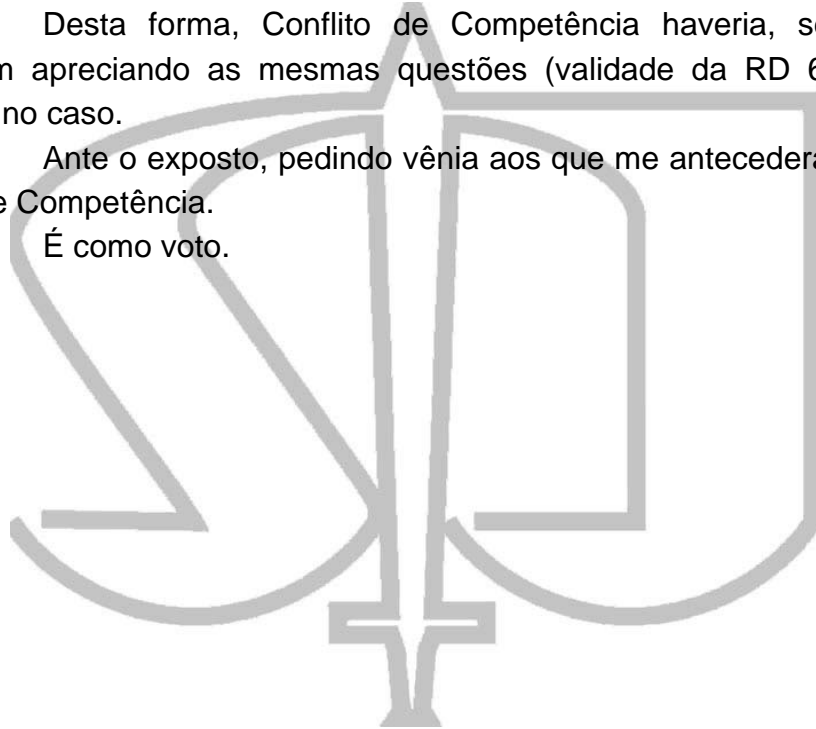 Desta forma, Conflito de Competência haveria, se
m apreciando as mesmas questões (validade da RD 6
no caso.
Ante o exposto, pedindo vênia aos que me antecedera
e Competência.
É como voto.